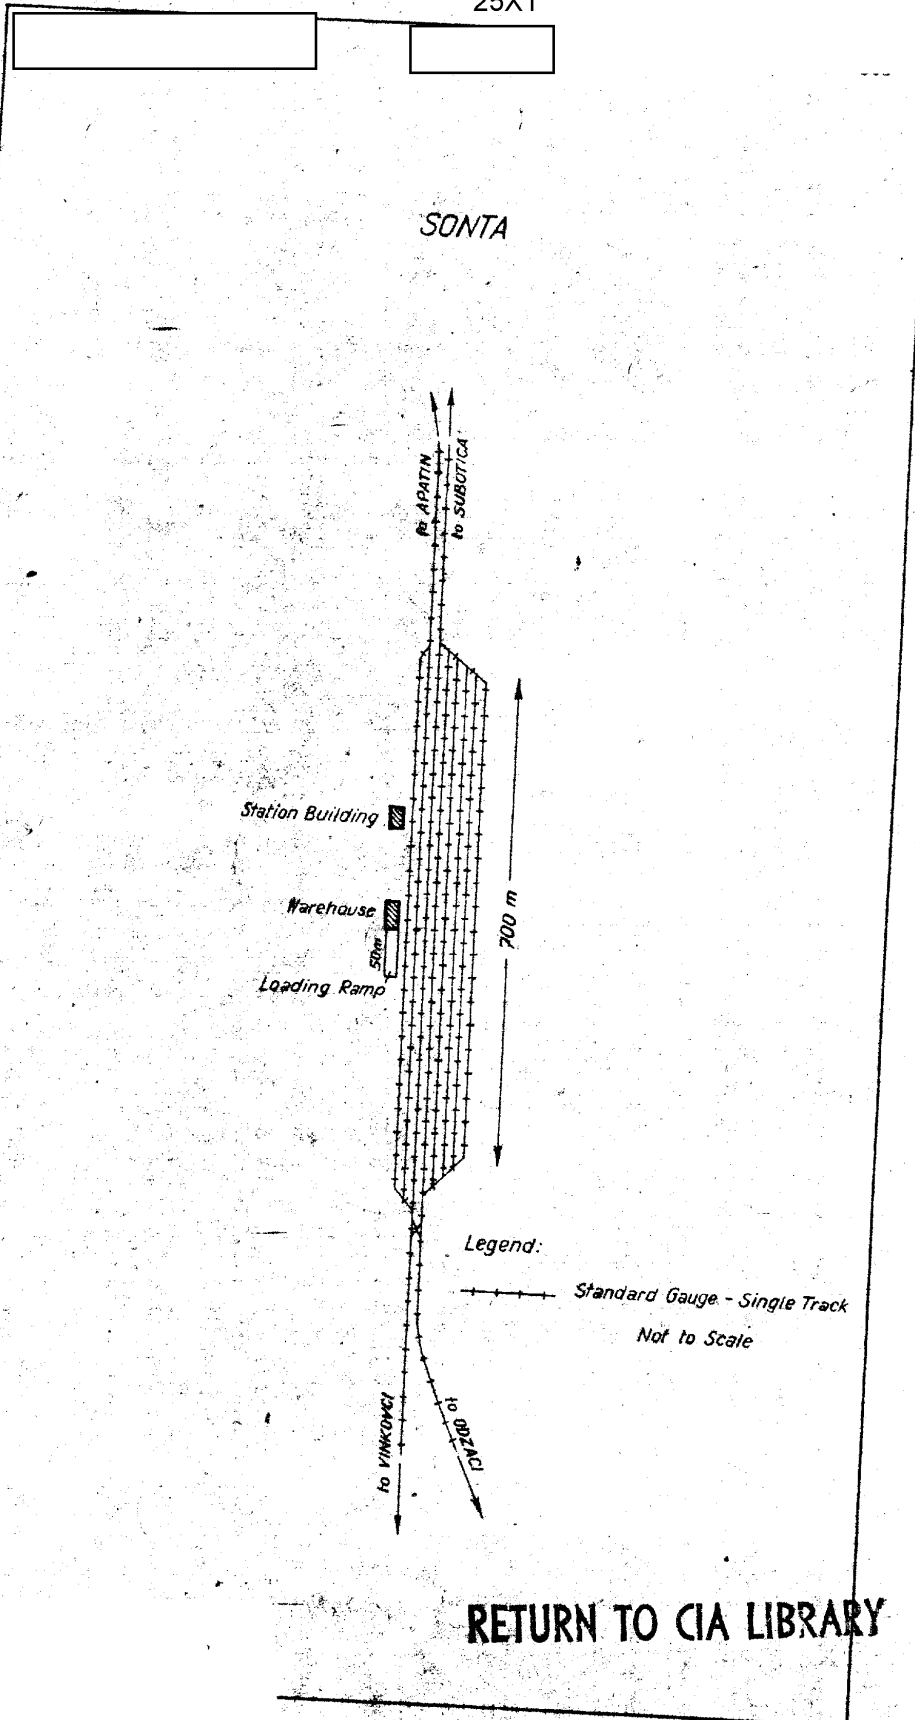 25X1
SONTA
to APATIN
to SUBOTICA
Station Building
Warehouse
50m
Loading Ramp
700 m
Legend:
Standard Gauge - Single Track
Not to Scale
to VINKOVCI
to ODZACI
RETURN TO CIA LIBRARY